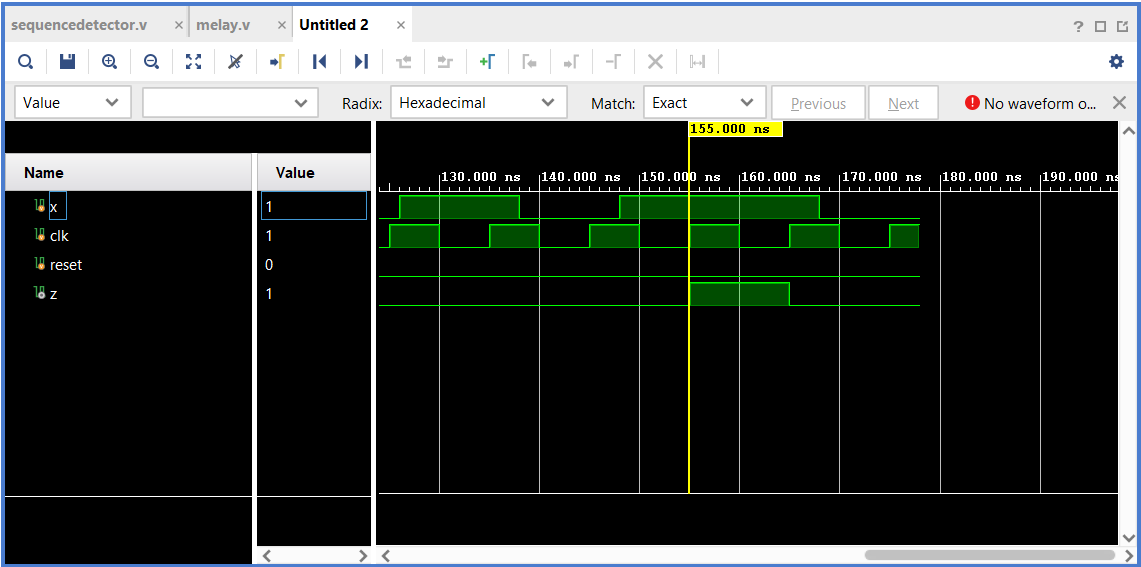 sequencedetector.v × melay.v × Untitled 2 × ?
Value Radix: Hexadecimal Match: Exact Previous Next No waveform o...
155.000 ns
Name Value
130.000 ns 140.000 ns 150.000 ns 160.000 ns 170.000 ns 180.000 ns 190.000 ns
x 1
clk 1
reset 0
z 1